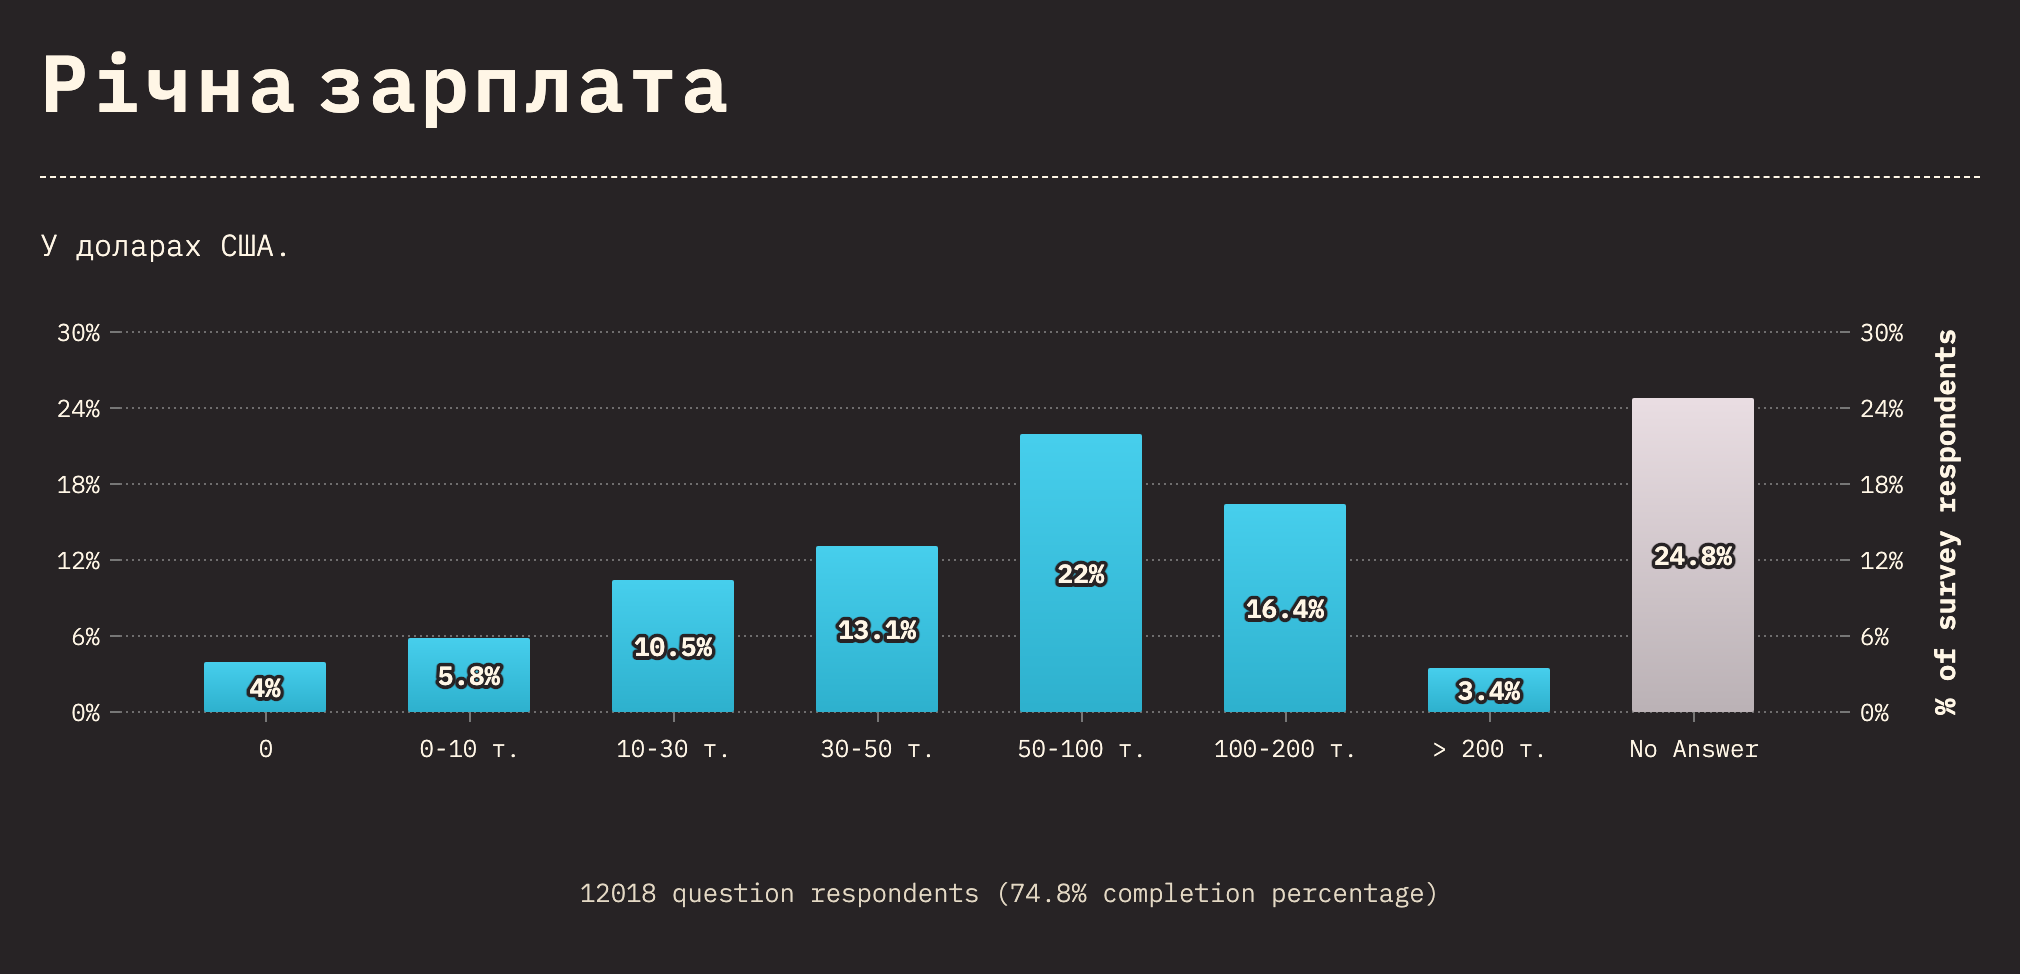 Річна зарплата
У доларах США.
30%
24%
18%
12%
6%
0%
4%
5.8%
10.5%
13.1%
22%
16.4%
3.4%
24.8%
0
0-10 т.
10-30 т.
30-50 т.
50-100 т.
100-200 т.
> 200 т.
No Answer
30%
24%
18%
12%
6%
0%
% of survey respondents
12018 question respondents (74.8% completion percentage)